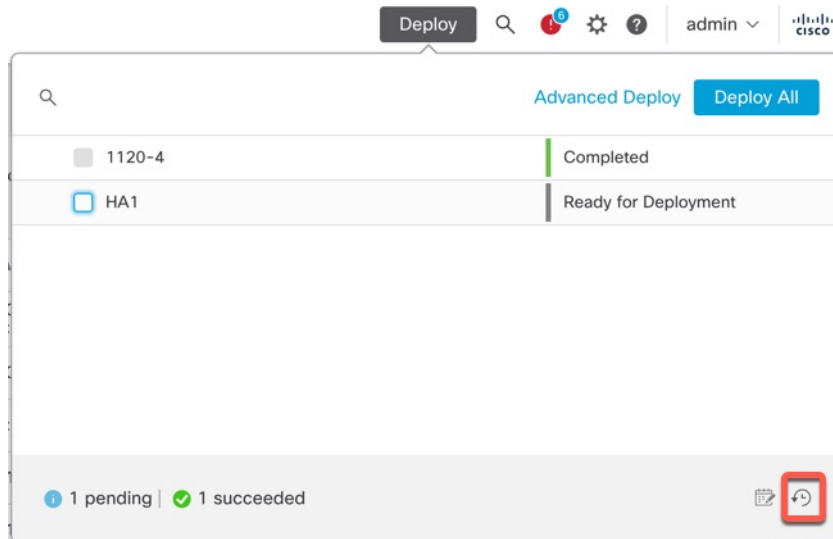 Deploy 6 admin cisco
Advanced Deploy Deploy All
1120-4 Completed
HA1 Ready for Deployment
1 pending | 1 succeeded